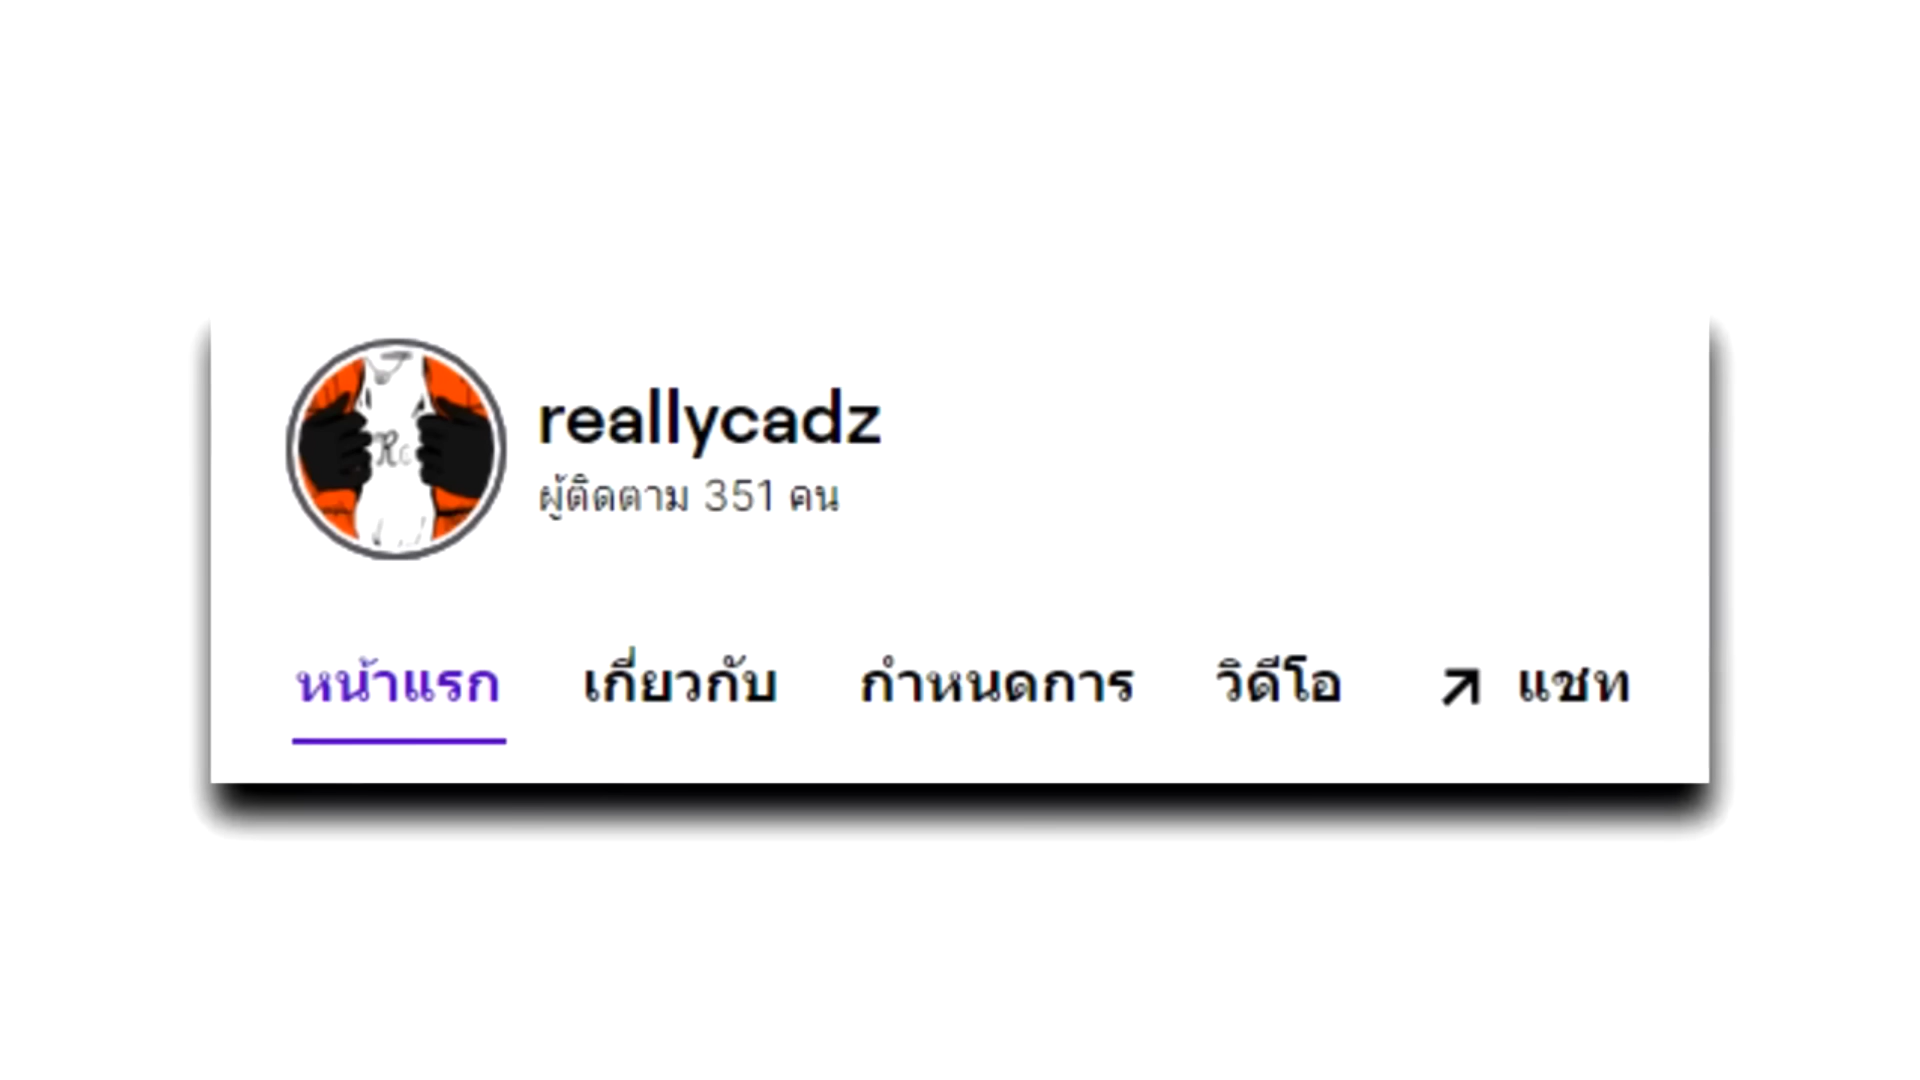 reallycadz
ผู้ติดตาม 351 คน
หน้าแรก เกี่ยวกับ กำหนดการ วิดีโอ แชท